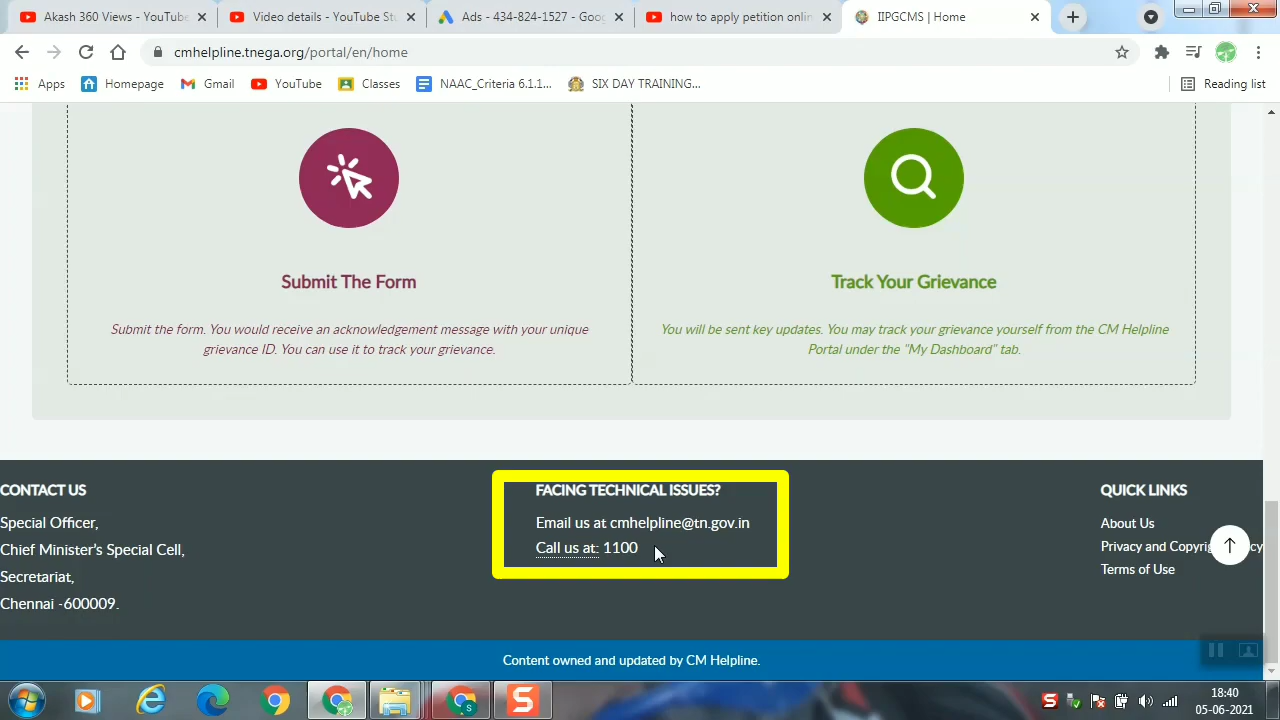 Akash 360 Views - YouTube
Video details - YouTube Stu
Ads - 434-824-1527 - Goog
how to apply petition onlin
IIPGCMS | Home
cmhelpline.tnega.org/portal/en/home
Apps
Homepage
Gmail
YouTube
Classes
NAAC_Criteria 6.1.1...
SIX DAY TRAINING...
Reading list
Submit The Form
Submit the form. You would receive an acknowledgement message with your unique
grievance ID. You can use it to track your grievance.
Track Your Grievance
You will be sent key updates. You may track your grievance yourself from the CM Helpline
Portal under the "My Dashboard" tab.
CONTACT US
Special Officer,
Chief Minister's Special Cell,
Secretariat,
Chennai -600009.
FACING TECHNICAL ISSUES?
Email us at cmhelpline@tn.gov.in
Call us at: 1100
QUICK LINKS
About Us
Privacy and Copyrig
Terms of Use
Content owned and updated by CM Helpline.
18:40
05-06-2021